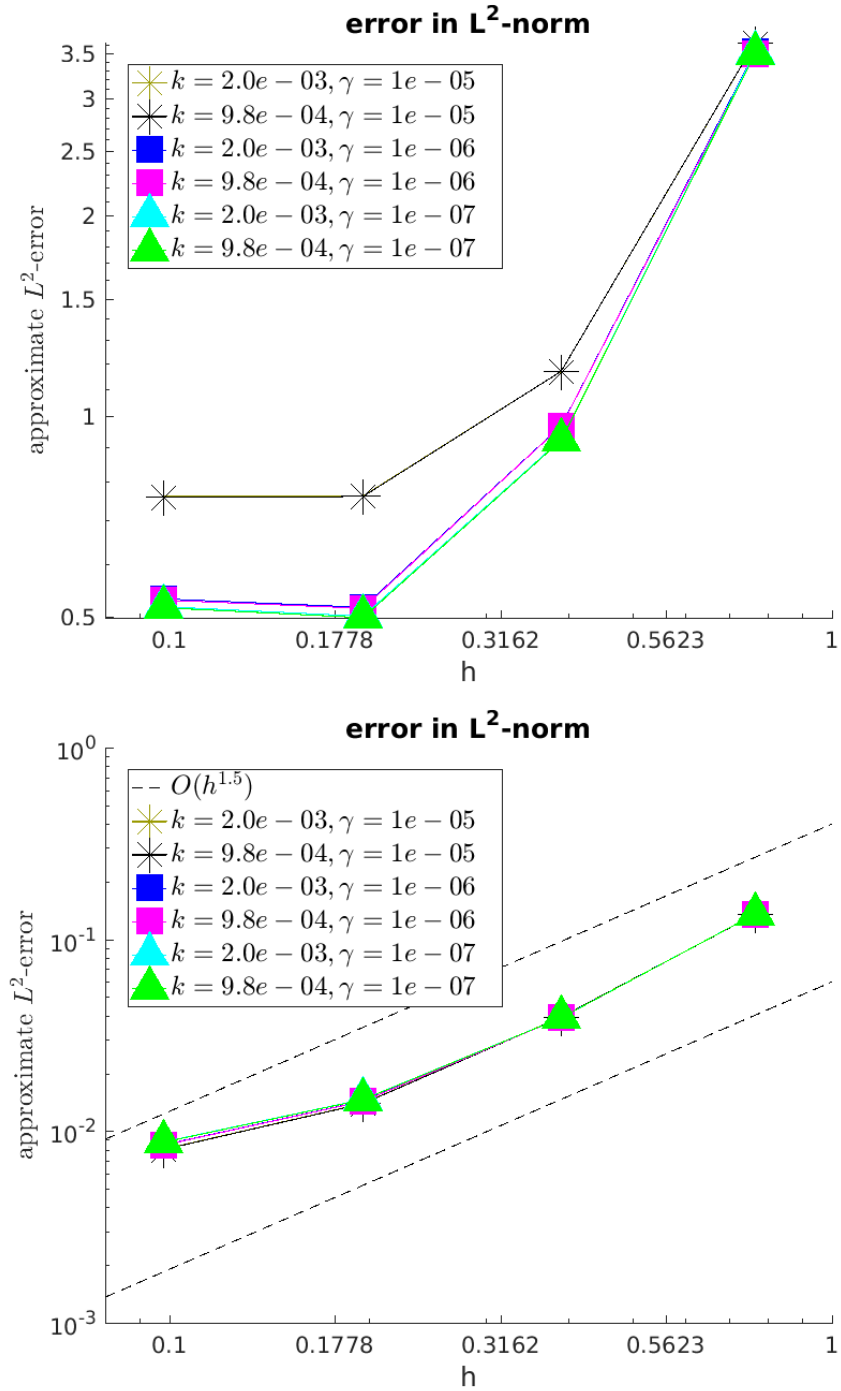 error in L²-norm
3.5
3
2.5
2
1.5
1
0.5
approximate L²-error
k = 2.0e − 03, γ = 1e − 05
k = 9.8e − 04, γ = 1e − 05
k = 2.0e − 03, γ = 1e − 06
k = 9.8e − 04, γ = 1e − 06
k = 2.0e − 03, γ = 1e − 07
k = 9.8e − 04, γ = 1e − 07
0.1 0.1778 0.3162 0.5623 1
h
error in L²-norm
10⁰
10⁻¹
10⁻²
10⁻³
approximate L²-error
O(h¹·⁵)
k = 2.0e − 03, γ = 1e − 05
k = 9.8e − 04, γ = 1e − 05
k = 2.0e − 03, γ = 1e − 06
k = 9.8e − 04, γ = 1e − 06
k = 2.0e − 03, γ = 1e − 07
k = 9.8e − 04, γ = 1e − 07
0.1 0.1778 0.3162 0.5623 1
h